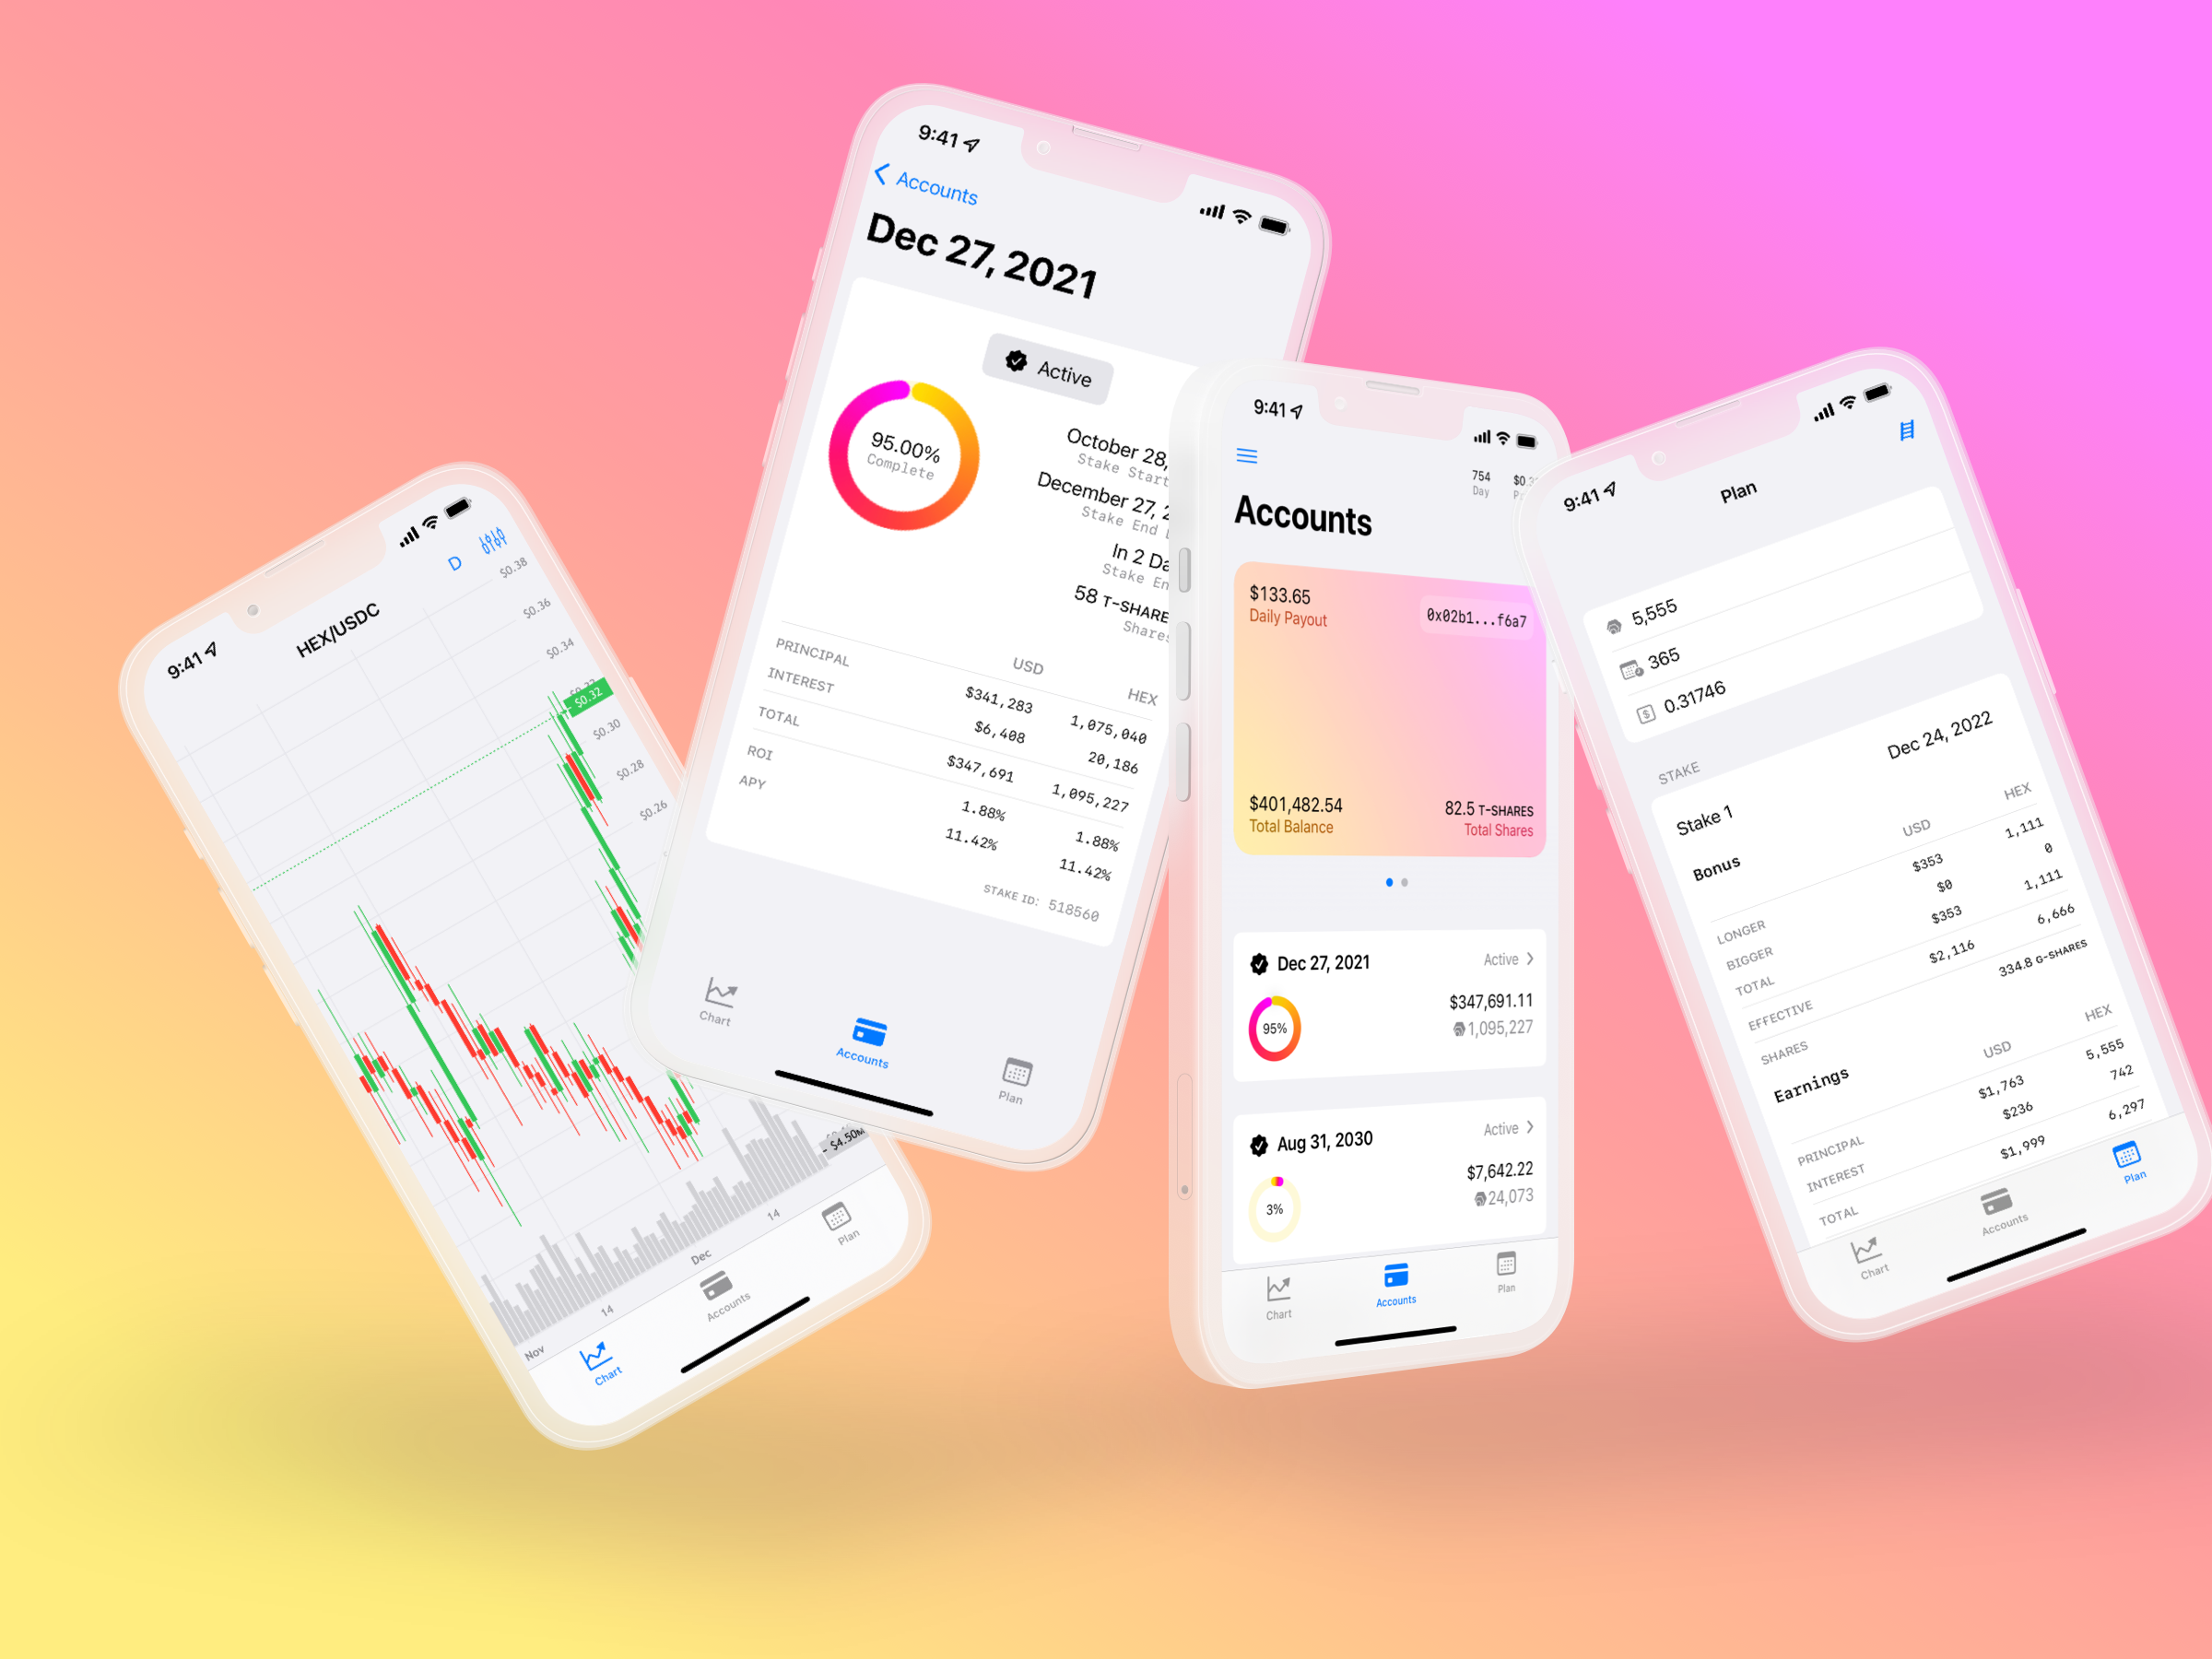 9:41
HEX/USDC
D
$0.38
$0.36
$0.34
$0.32
$0.30
$0.28
$0.26
$4.50M
Nov
14
Dec
14
Chart
Accounts
Plan
9:41
Accounts
Dec 27, 2021
Active
95.00%
Complete
October 28,
Stake Start
December 27, 2
Stake End
In 2 Da
Stake En
58 T-SHARE
Shares
USD HEX
PRINCIPAL $341,283 1,075,040
INTEREST $6,408 20,186
TOTAL $347,691 1,095,227
ROI 1.88% 1.88%
APY 11.42% 11.42%
STAKE ID: 518560
Chart
Accounts
Plan
9:41
754
Day
$0.3
Accounts
$133.65
Daily Payout
0x02b1...f6a7
$401,482.54
Total Balance
82.5 T-SHARES
Total Shares
Dec 27, 2021
Active
95%
$347,691.11
1,095,227
Aug 31, 2030
Active
3%
$7,642.22
24,073
Chart
Accounts
Plan
9:41
Plan
5,555
365
0.31746
STAKE
Stake 1 Dec 24, 2022
Bonus USD HEX
LONGER $353 1,111
BIGGER $0 0
TOTAL $353 1,111
EFFECTIVE $2,116 6,666
SHARES 334.8 G-SHARES
Earnings USD HEX
PRINCIPAL $1,763 5,555
INTEREST $236 742
TOTAL $1,999 6,297
Chart
Accounts
Plan